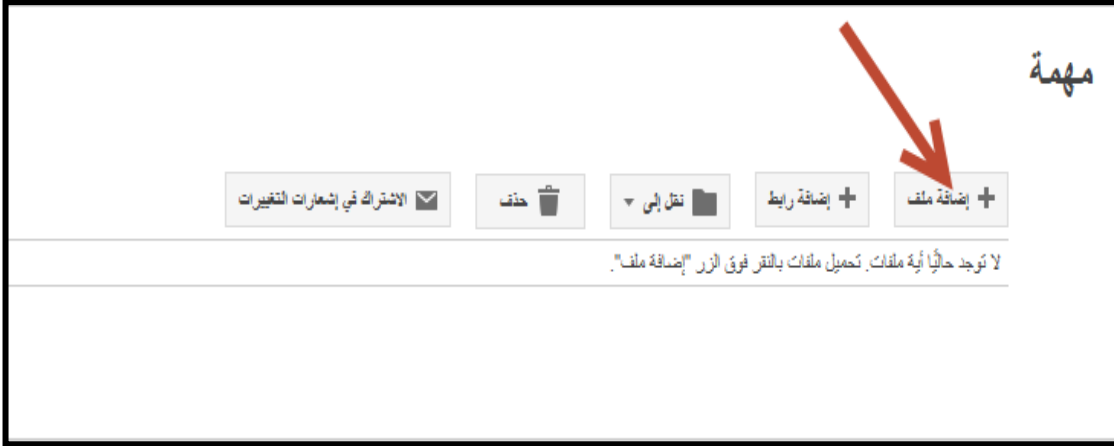 مهمة
إضافة ملف إضافة رابط نقل إلى حذف الاشتراك في إشعارات التغييرات
لا توجد حاليًا أية ملفات. تحميل ملفات بالنقر فوق الزر "إضافة ملف".